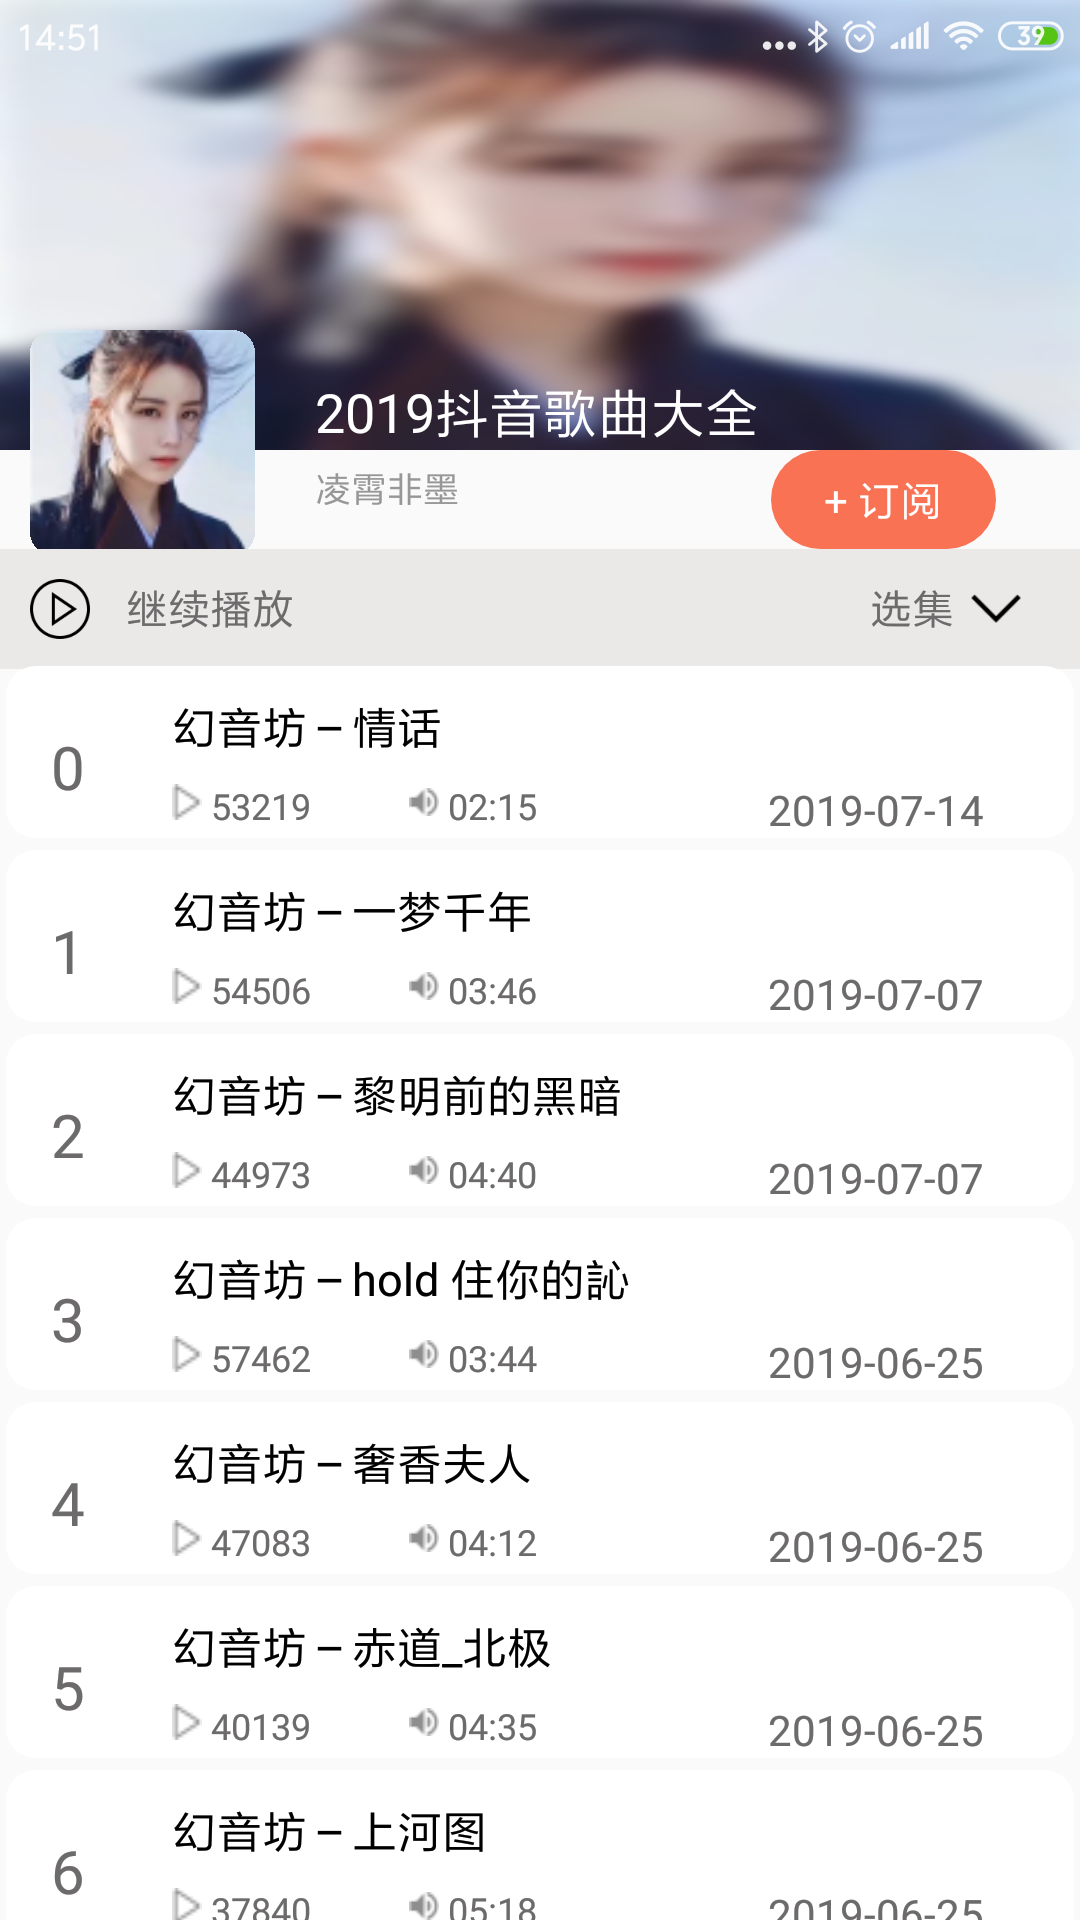 14:51
39
2019抖音歌曲大全
凌霄非墨
+ 订阅
继续播放
选集
0
幻音坊 – 情话
53219
02:15
2019-07-14
1
幻音坊 – 一梦千年
54506
03:46
2019-07-07
2
幻音坊 – 黎明前的黑暗
44973
04:40
2019-07-07
3
幻音坊 – hold 住你的訫
57462
03:44
2019-06-25
4
幻音坊 – 奢香夫人
47083
04:12
2019-06-25
5
幻音坊 – 赤道_北极
40139
04:35
2019-06-25
6
幻音坊 – 上河图
37840
05:18
2019-06-25